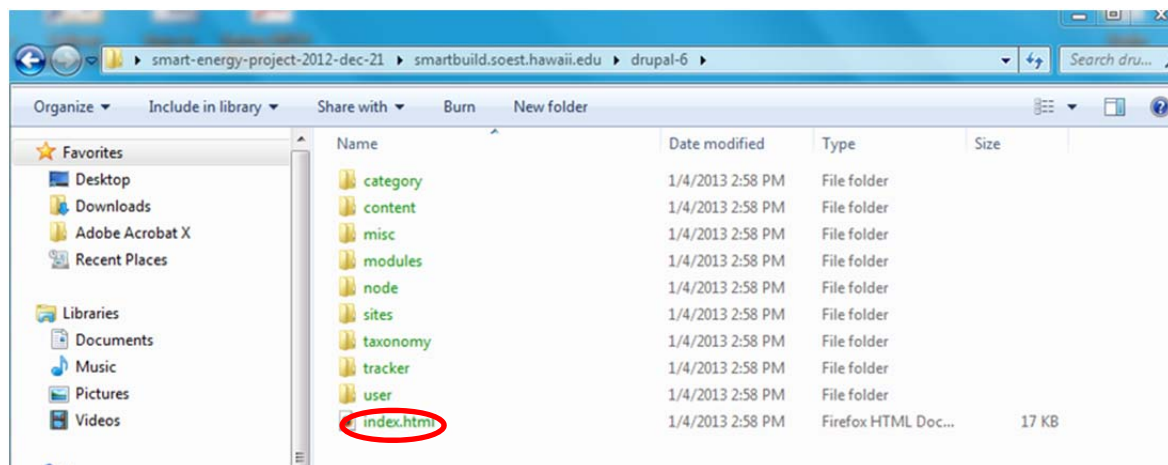 smart-energy-project-2012-dec-21 smartbuild.soest.hawaii.edu drupal-6 Search dru...
Organize Include in library Share with Burn New folder
Favorites
Desktop
Downloads
Adobe Acrobat X
Recent Places
Libraries
Documents
Music
Pictures
Videos
Name Date modified Type Size
category 1/4/2013 2:58 PM File folder
content 1/4/2013 2:58 PM File folder
misc 1/4/2013 2:58 PM File folder
modules 1/4/2013 2:58 PM File folder
node 1/4/2013 2:58 PM File folder
sites 1/4/2013 2:58 PM File folder
taxonomy 1/4/2013 2:58 PM File folder
tracker 1/4/2013 2:58 PM File folder
user 1/4/2013 2:58 PM File folder
index.html 1/4/2013 2:58 PM Firefox HTML Doc... 17 KB